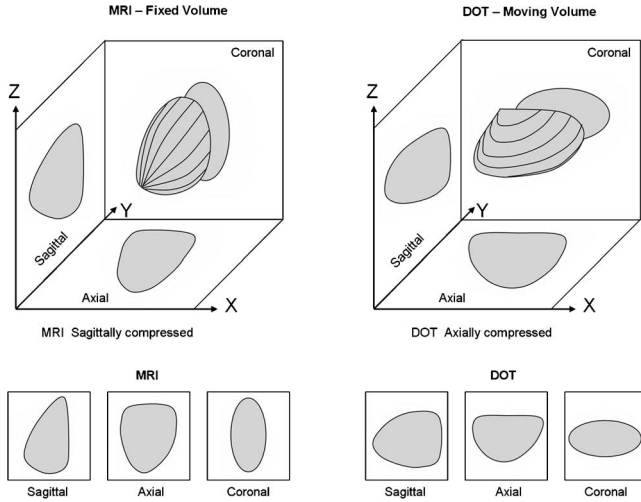 MRI – Fixed Volume
DOT – Moving Volume
Coronal
Coronal
Z
Z
Y
Y
Sagittal
Sagittal
Axial
Axial
X
X
MRI Sagittally compressed
DOT Axially compressed
MRI
DOT
Sagittal
Axial
Coronal
Sagittal
Axial
Coronal